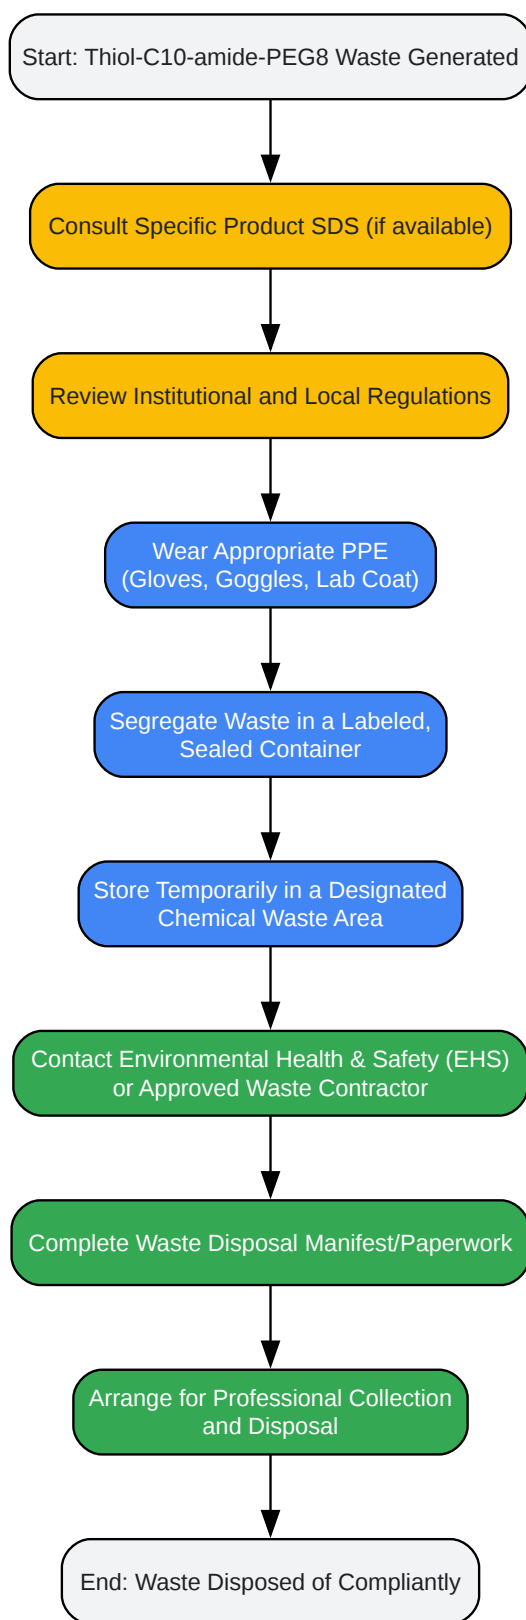 Start: Thiol-C10-amide-PEG8 Waste Generated
Consult Specific Product SDS (if available)
Review Institutional and Local Regulations
Wear Appropriate PPE
(Gloves, Goggles, Lab Coat)
Segregate Waste in a Labeled,
Sealed Container
Store Temporarily in a Designated
Chemical Waste Area
Contact Environmental Health & Safety (EHS)
or Approved Waste Contractor
Complete Waste Disposal Manifest/Paperwork
Arrange for Professional Collection
and Disposal
End: Waste Disposed of Compliantly